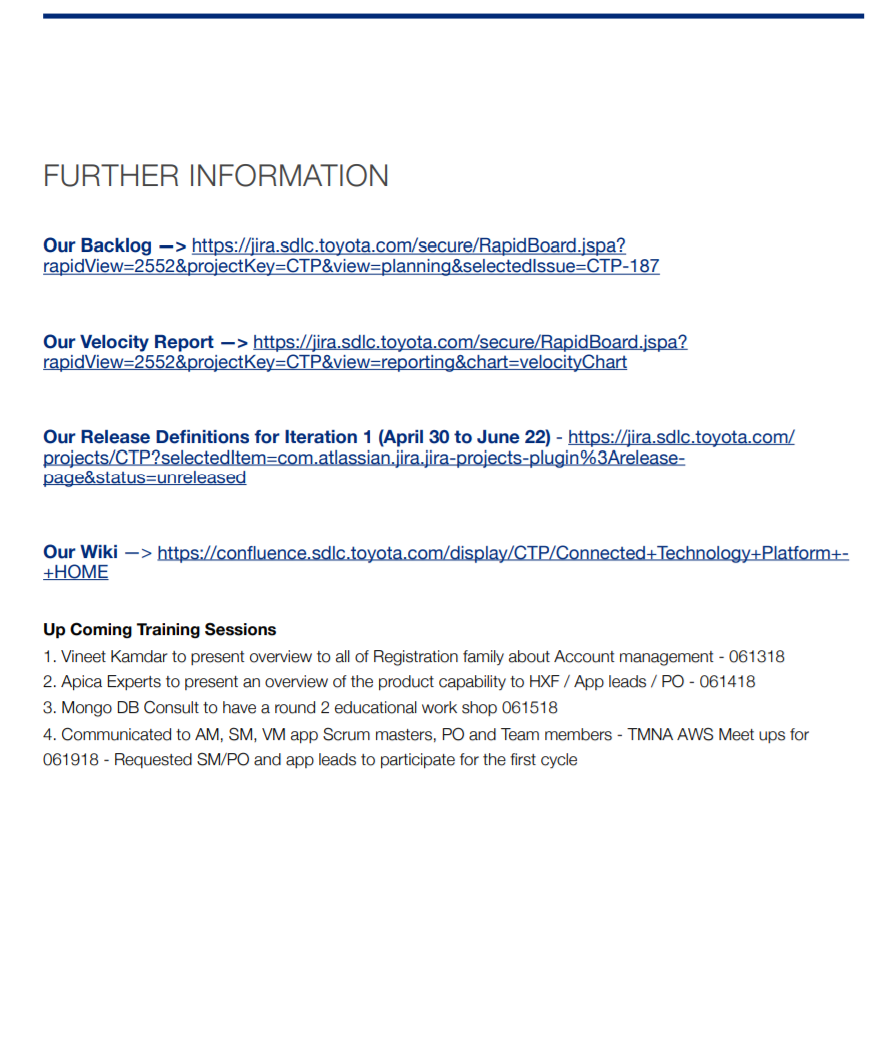 FURTHER INFORMATION
Our Backlog —> https://jira.sdlc.toyota.com/secure/RapidBoard.jspa?
rapidView=2552&projectKey=CTP&view=planning&selectedIssue=CTP-187
Our Velocity Report —> https://jira.sdlc.toyota.com/secure/RapidBoard.jspa?
rapidView=2552&projectKey=CTP&view=reporting&chart=velocityChart
Our Release Definitions for Iteration 1 (April 30 to June 22) - https://jira.sdlc.toyota.com/
projects/CTP?selectedItem=com.atlassian.jira.jira-projects-plugin%3Arelease-
page&status=unreleased
Our Wiki —> https://confluence.sdlc.toyota.com/display/CTP/Connected+Technology+Platform+-
+HOME
Up Coming Training Sessions
1. Vineet Kamdar to present overview to all of Registration family about Account management - 061318
2. Apica Experts to present an overview of the product capability to HXF / App leads / PO - 061418
3. Mongo DB Consult to have a round 2 educational work shop 061518
4. Communicated to AM, SM, VM app Scrum masters, PO and Team members - TMNA AWS Meet ups for
061918 - Requested SM/PO and app leads to participate for the first cycle